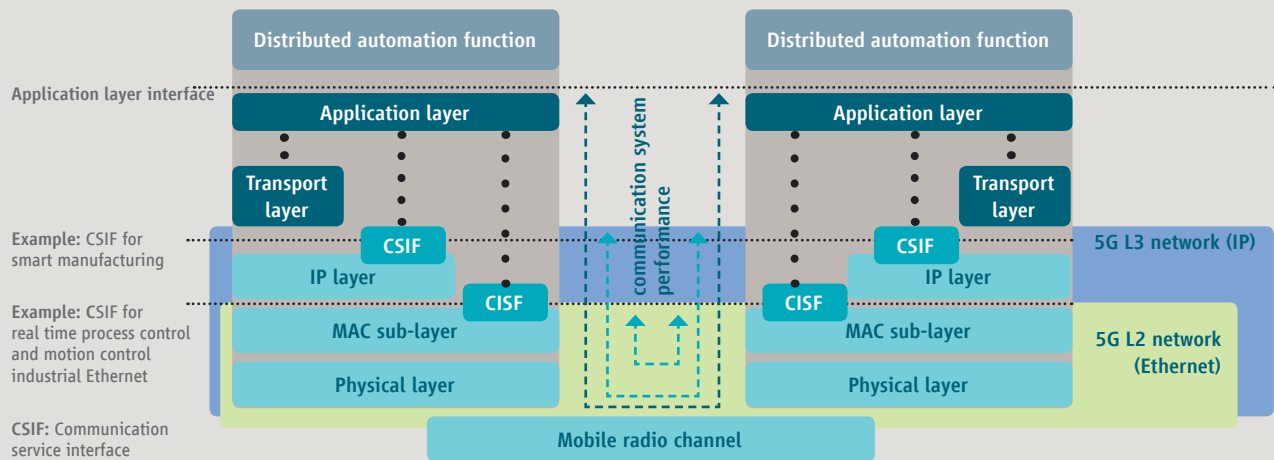 Distributed automation function
Distributed automation function
Application layer interface
Application layer
Application layer
communication system
performance
Transport
layer
Transport
layer
Example: CSIF for
smart manufacturing
CSIF
CSIF
5G L3 network (IP)
IP layer
IP layer
CISF
CISF
Example: CSIF for
real time process control
and motion control
industrial Ethernet
MAC sub-layer
MAC sub-layer
5G L2 network
(Ethernet)
Physical layer
Physical layer
CSIF: Communication
service interface
Mobile radio channel